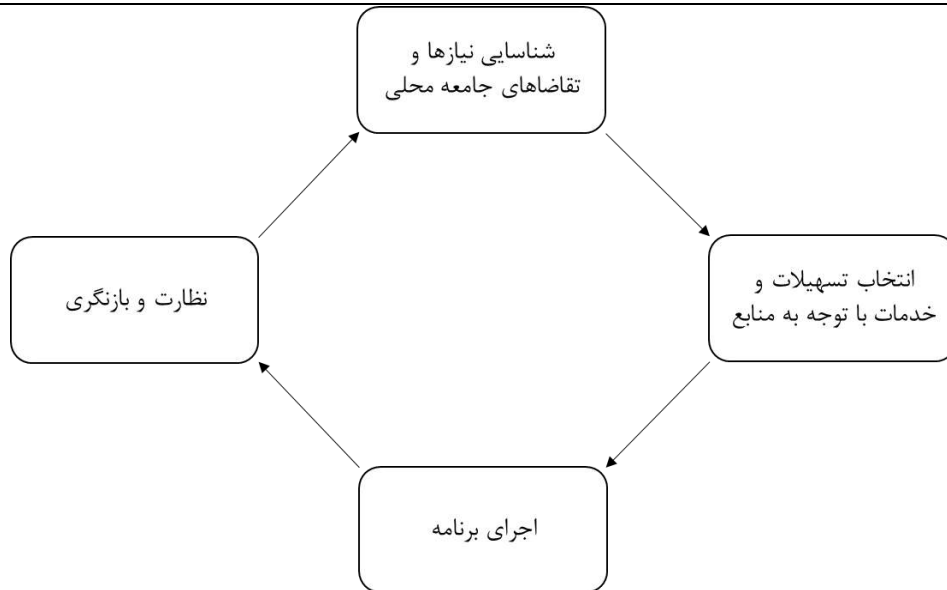 شناسایی نیازها و
تقاضاهای جامعه محلی
انتخاب تسهیلات و
خدمات با توجه به منابع
اجرای برنامه
نظارت و بازنگری